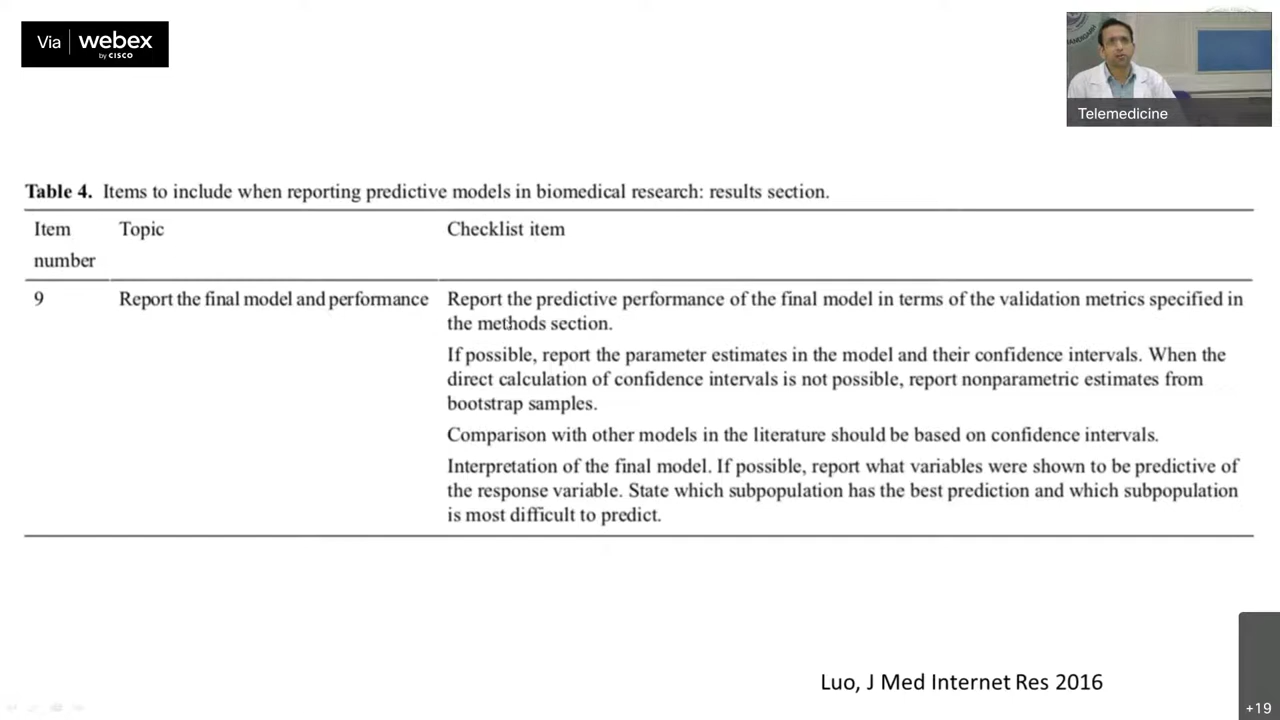 Via webex
by CISCO
Telemedicine
Table 4. Items to include when reporting predictive models in biomedical research: results section.
Item
number
Topic
Checklist item
9
Report the final model and performance
Report the predictive performance of the final model in terms of the validation metrics specified in
the methods section.
If possible, report the parameter estimates in the model and their confidence intervals. When the
direct calculation of confidence intervals is not possible, report nonparametric estimates from
bootstrap samples.
Comparison with other models in the literature should be based on confidence intervals.
Interpretation of the final model. If possible, report what variables were shown to be predictive of
the response variable. State which subpopulation has the best prediction and which subpopulation
is most difficult to predict.
Luo, J Med Internet Res 2016
+19